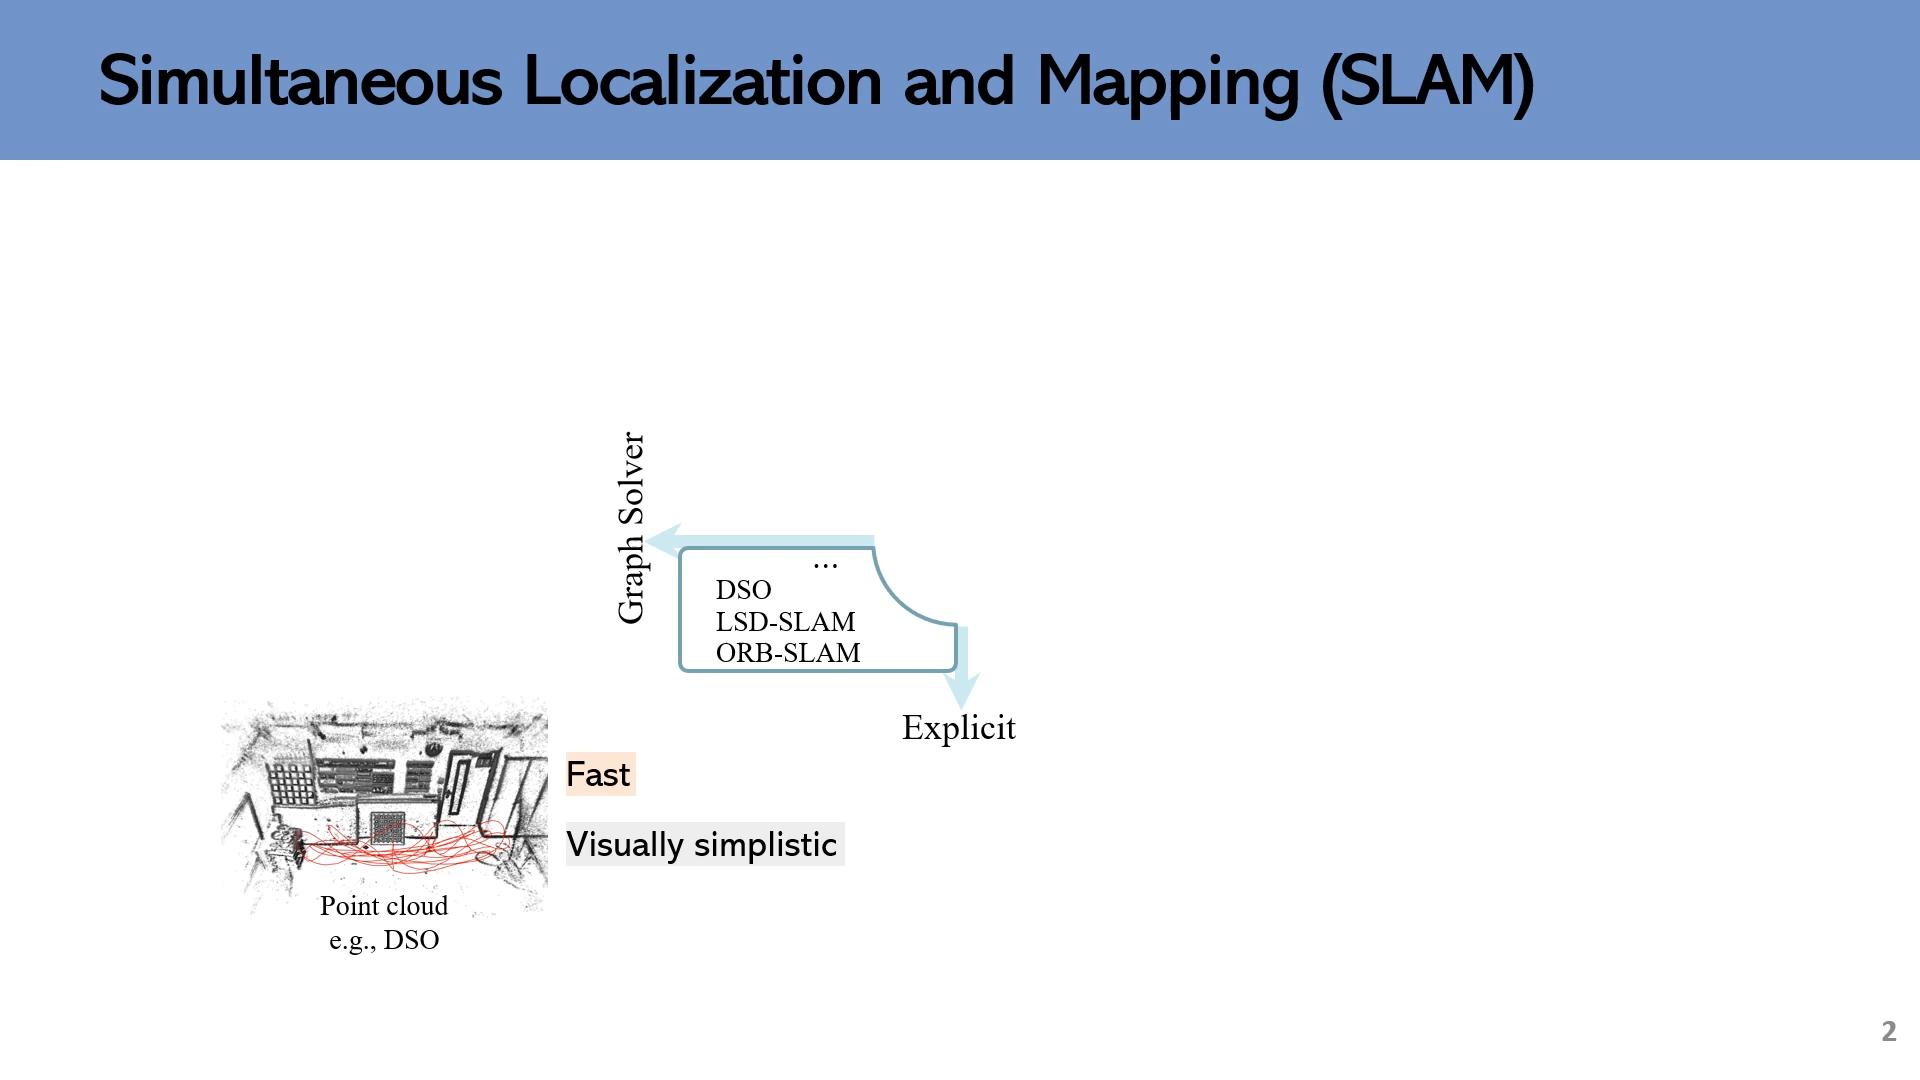 Simultaneous Localization and Mapping (SLAM)
Graph Solver
...
DSO
LSD-SLAM
ORB-SLAM
Explicit
Fast
Visually simplistic
Point cloud
e.g., DSO
2